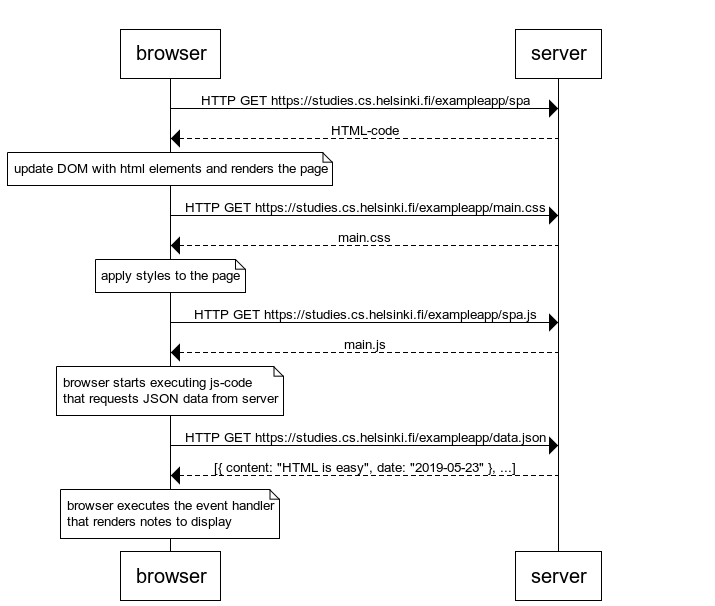 browser
server
HTTP GET https://studies.cs.helsinki.fi/exampleapp/spa
HTML-code
update DOM with html elements and renders the page
HTTP GET https://studies.cs.helsinki.fi/exampleapp/main.css
main.css
apply styles to the page
HTTP GET https://studies.cs.helsinki.fi/exampleapp/spa.js
main.js
browser starts executing js-code
that requests JSON data from server
HTTP GET https://studies.cs.helsinki.fi/exampleapp/data.json
[{ content: "HTML is easy", date: "2019-05-23" }, ...]
browser executes the event handler
that renders notes to display
browser
server